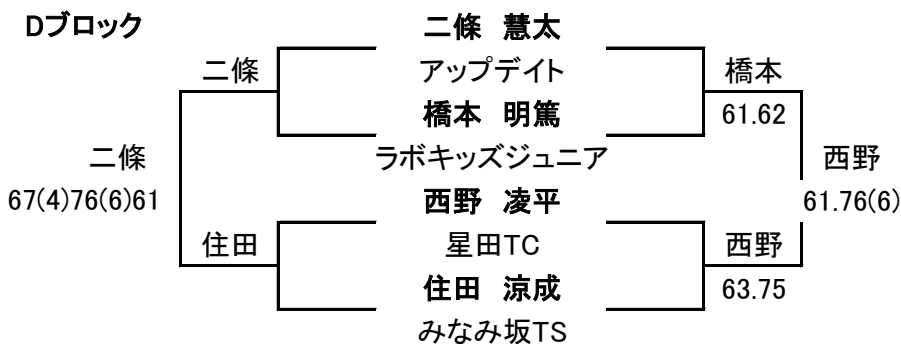 Dブロック
二條　慧太
二條
アップデイト
橋本
橋本　明篤
61.62
二條
ラボキッズジュニア
西野
67(4)76(6)61
西野　凌平
61.76(6)
住田
星田TC
西野
住田　涼成
63.75
みなみ坂TS